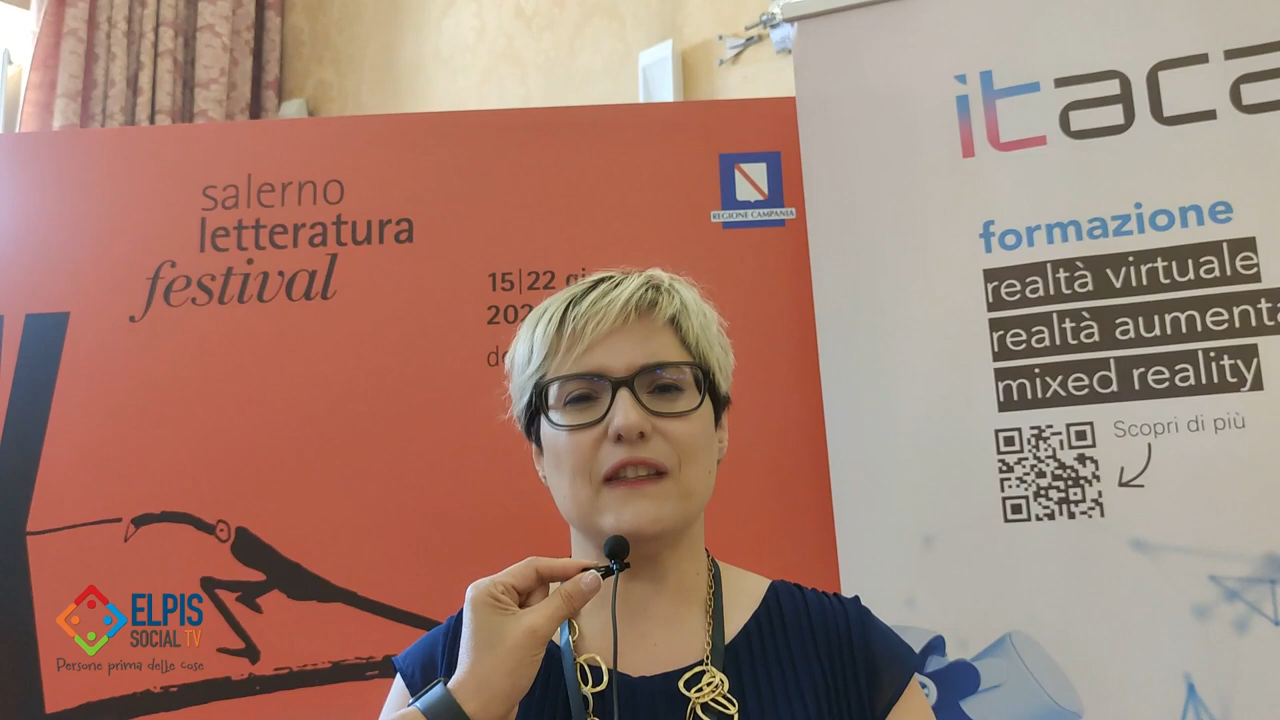 salerno
letteratura
festival
15|22
REGIONE CAMPANIA
formazione
realtà virtuale
realtà
mixed reality
Scopri di più
ELPIS
SOCIAL TV
Persone prima delle cose